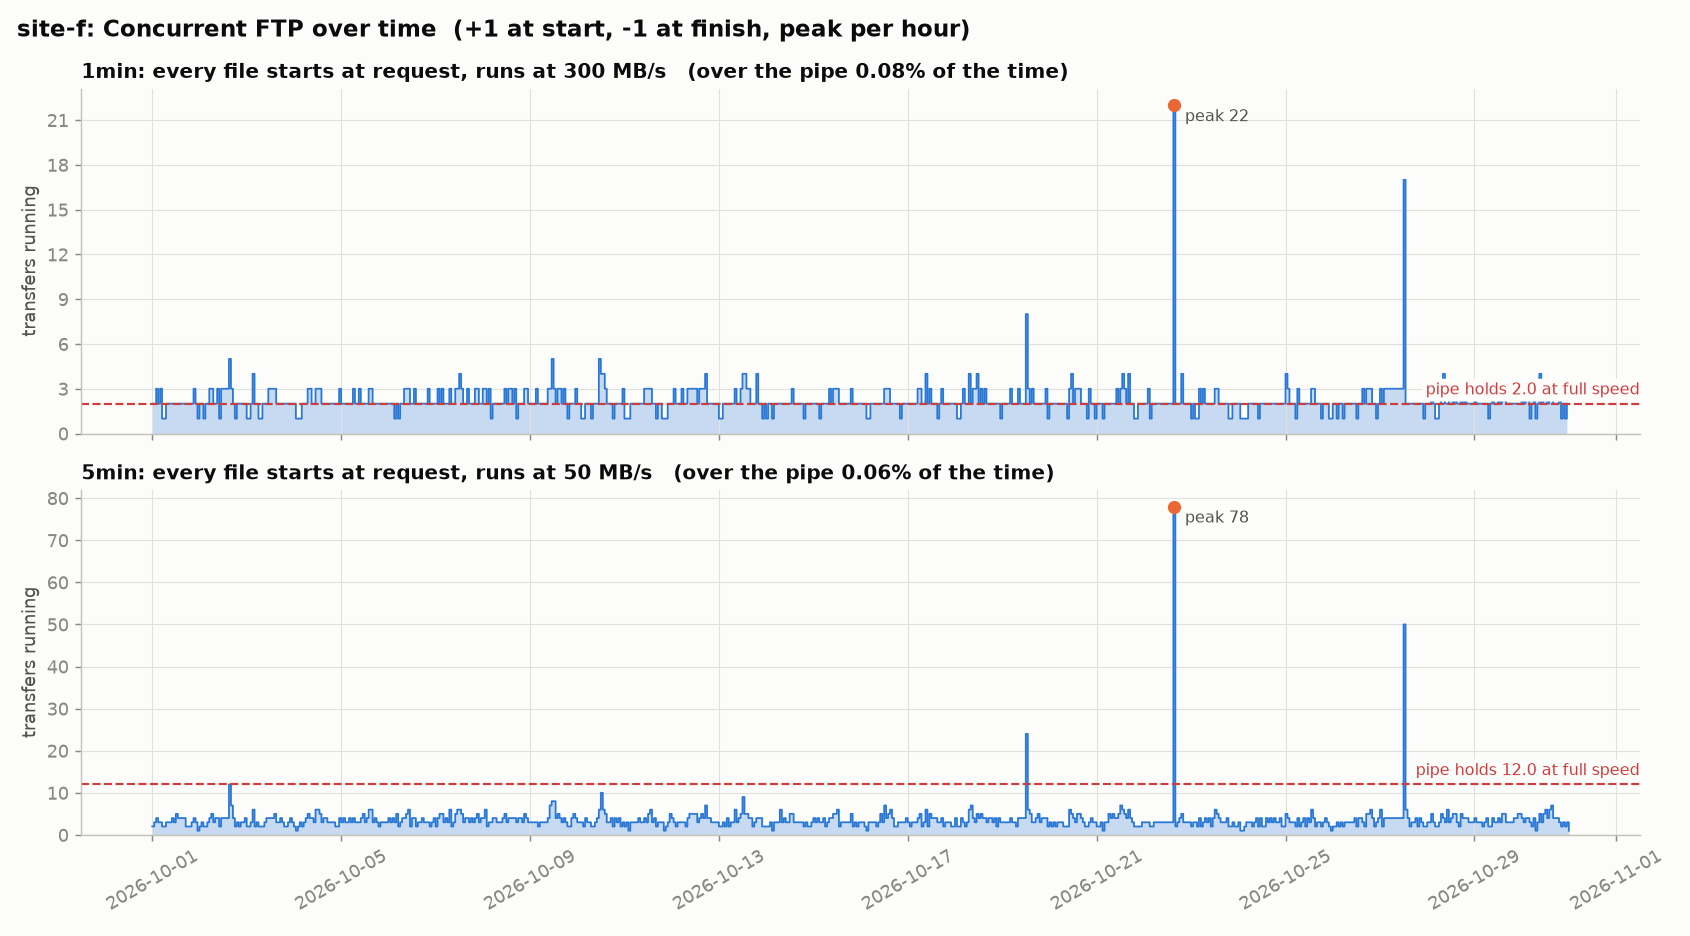 site-f: Concurrent FTP over time  (+1 at start, -1 at finish, peak per hour)
1min: every file starts at request, runs at 300 MB/s   (over the pipe 0.08% of the time)
transfers running
21
18
15
12
9
6
3
0
peak 22
pipe holds 2.0 at full speed
5min: every file starts at request, runs at 50 MB/s   (over the pipe 0.06% of the time)
transfers running
80
70
60
50
40
30
20
10
0
peak 78
pipe holds 12.0 at full speed
2026-10-01
2026-10-05
2026-10-09
2026-10-13
2026-10-17
2026-10-21
2026-10-25
2026-10-29
2026-11-01